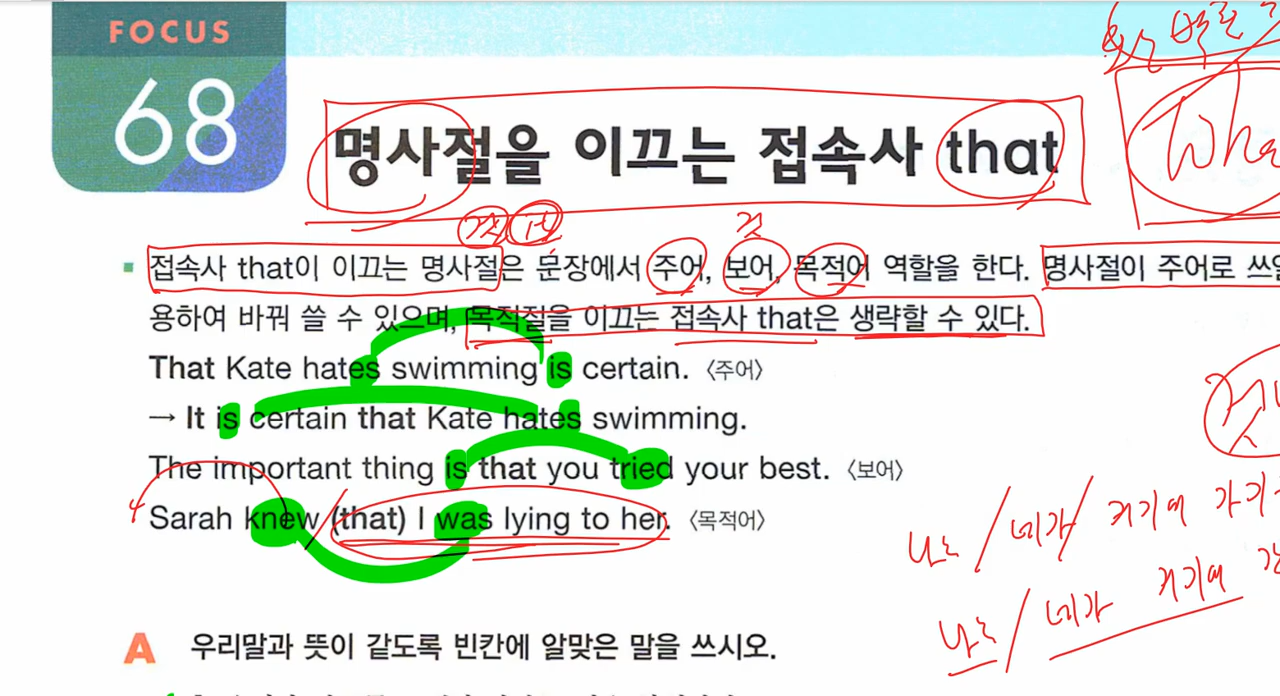 FOCUS
68
명사절을 이끄는 접속사 that
것 보
것
접속사 that이 이끄는 명사절은 문장에서 주어, 보어, 목적어 역할을 한다. 명사절이 주어로 쓰
용하여 바꿔 쓸 수 있으며, 목적절을 이끄는 접속사 that은 생략할 수 있다.
That Kate hates swimming is certain. 〈주어〉
→ It is certain that Kate hates swimming.
The important thing is that you tried your best. 〈보어〉
Sarah knew (that) I was lying to her. 〈목적어〉
나는 / 네가 / 거기에 가기
나는 / 네가 거기에
A 우리말과 뜻이 같도록 빈칸에 알맞은 말을 쓰시오.